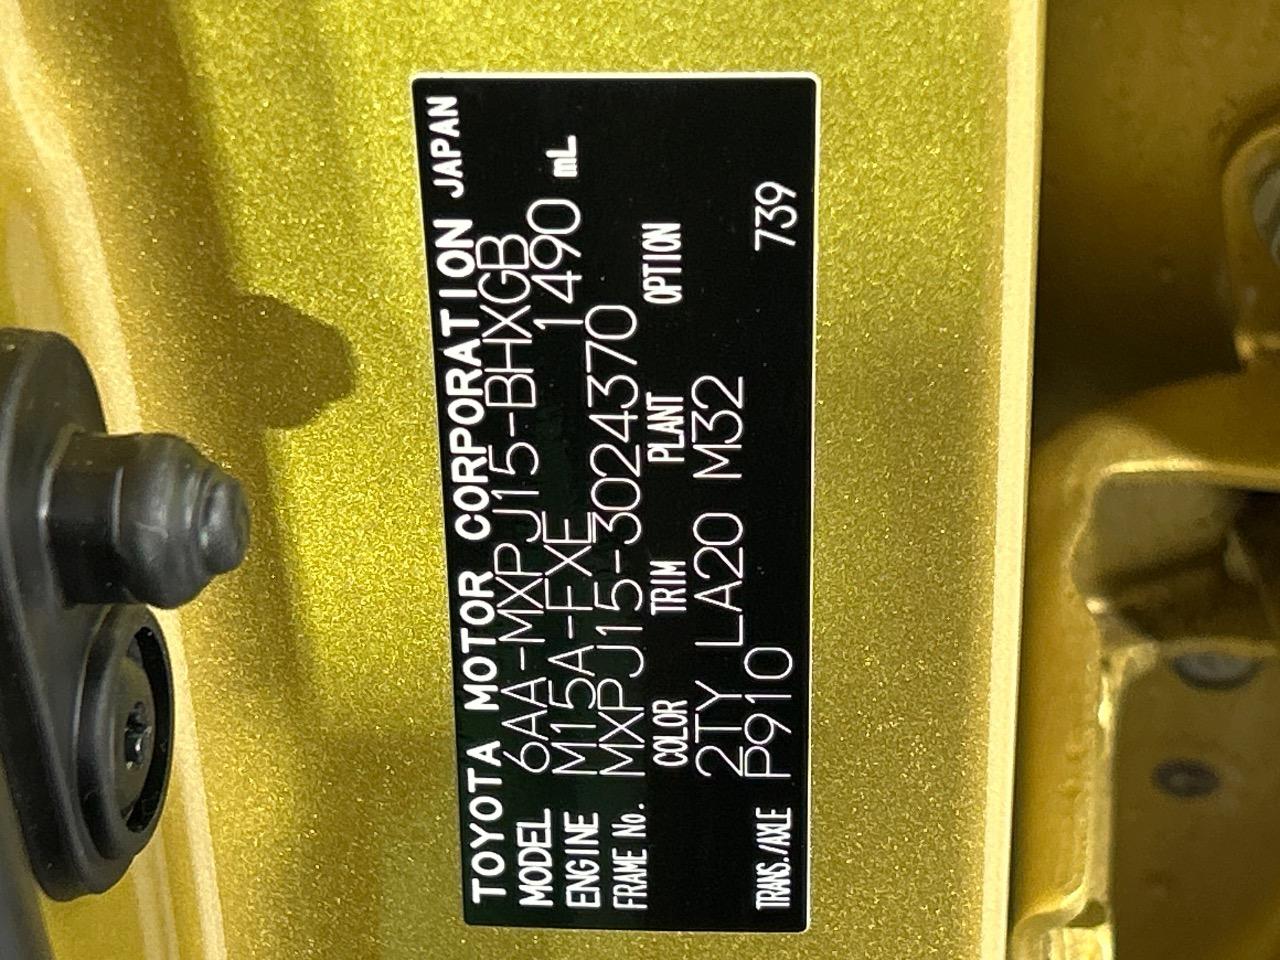 TOYOTA MOTOR CORPORATION JAPAN
MODEL 6AA-MXPJ15-BHXGB
ENGINE M15A-FXE 1490 mL
FRAME No. MXPJ15-3024370
COLOR TRIM PLANT OPTION
2TY LA20 M32
TRANS./AXLE P910 739